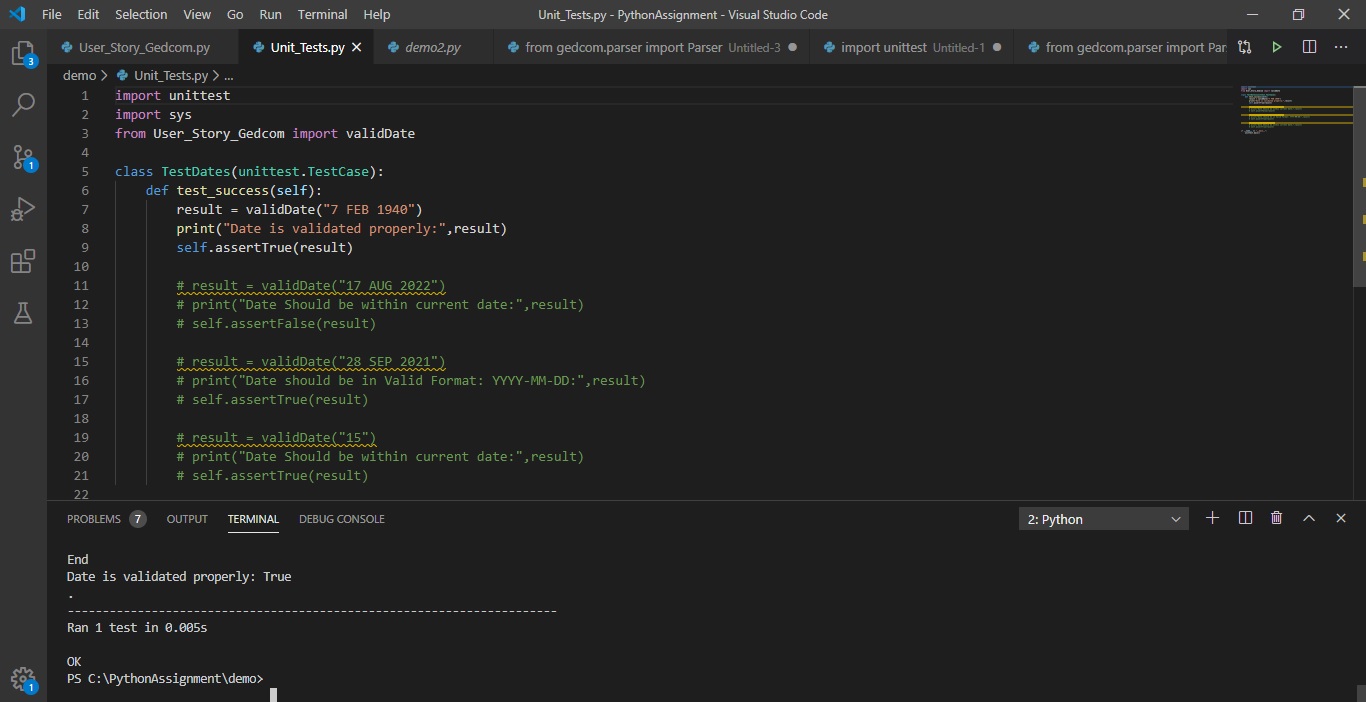 File Edit Selection View Go Run Terminal Help Unit_Tests.py - PythonAssignment - Visual Studio Code
User_Story_Gedcom.py Unit_Tests.py demo2.py from gedcom.parser import Parser Untitled-3 import unittest Untitled-1 from gedcom.parser import Par
3
demo > Unit_Tests.py > ...
1 import unittest
2 import sys
3 from User_Story_Gedcom import validDate
4
5 class TestDates(unittest.TestCase):
6 def test_success(self):
7 result = validDate("7 FEB 1940")
8 print("Date is validated properly:",result)
9 self.assertTrue(result)
10
11 # result = validDate("17 AUG 2022")
12 # print("Date Should be within current date:",result)
13 # self.assertFalse(result)
14
15 # result = validDate("28 SEP 2021")
16 # print("Date should be in Valid Format: YYYY-MM-DD:",result)
17 # self.assertTrue(result)
18
19 # result = validDate("15")
20 # print("Date Should be within current date:",result)
21 # self.assertTrue(result)
22
1
PROBLEMS 7 OUTPUT TERMINAL DEBUG CONSOLE 2: Python
End
Date is validated properly: True
.
----------------------------------------------------------------------
Ran 1 test in 0.005s
OK
PS C:\PythonAssignment\demo>
1